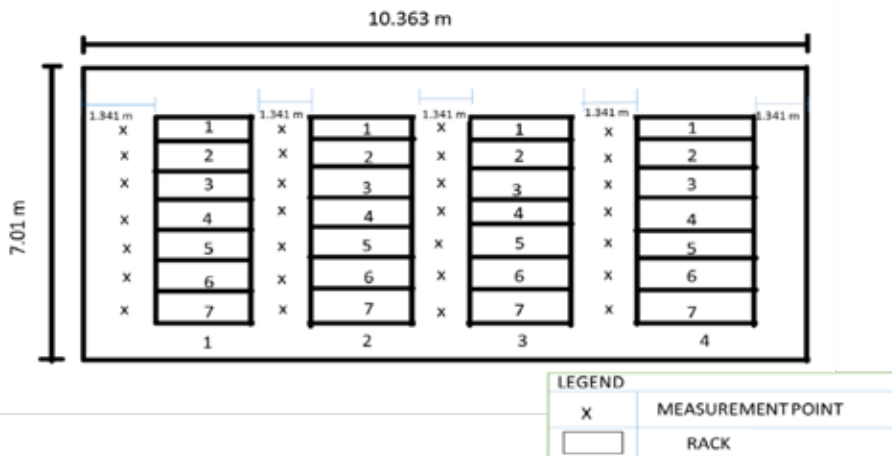 10.363 m
1.341 m 1.341 m 1.341 m 1.341 m 1.341 m
7.01 m
x 1 x 1 x 1 x 1
x 2 x 2 x 2 x 2
x 3 x 3 x 3 x 3
x 4 x 4 x 4 x 4
x 5 x 5 x 5 x 5
x 6 x 6 x 6 x 6
x 7 x 7 x 7 x 7
1 2 3 4
LEGEND
X MEASUREMENT POINT
RACK